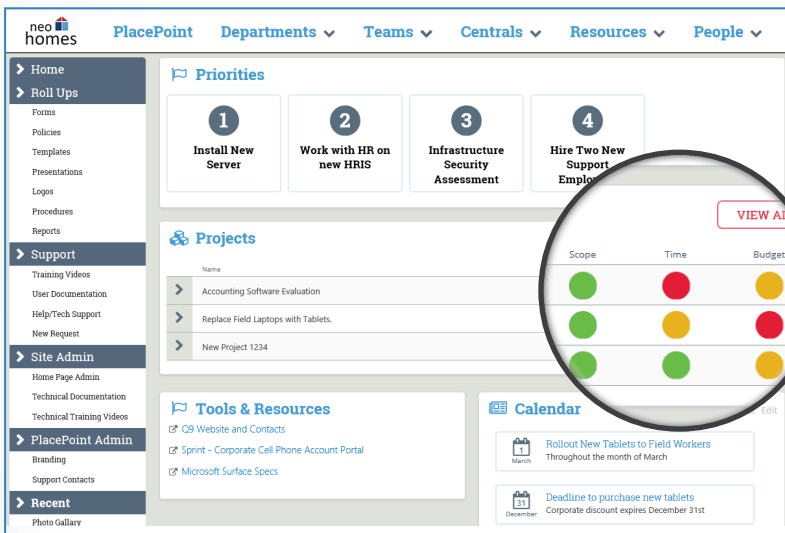 neo
homes
PlacePoint Departments Teams Centrals Resources People
Home
Roll Ups
Forms
Policies
Templates
Presentations
Logos
Procedures
Reports
Support
Training Videos
User Documentation
Help/Tech Support
New Request
Site Admin
Home Page Admin
Technical Documentation
Technical Training Videos
PlacePoint Admin
Branding
Support Contacts
Recent
Photo Gallary
Priorities
1
Install New
Server
2
Work with HR on
new HRIS
3
Infrastructure
Security
Assessment
4
Hire Two New
Support
VIEW
Projects
Name
Scope Time Budget
Accounting Software Evaluation
Replace Field Laptops with Tablets.
New Project 1234
Tools & Resources
Q9 Website and Contacts
Sprint - Corporate Cell Phone Account Portal
Microsoft Surface Specs
Calendar
Edit
1
March
Rollout New Tablets to Field Workers
Throughout the month of March
31
December
Deadline to purchase new tablets
Corporate discount expires December 31st